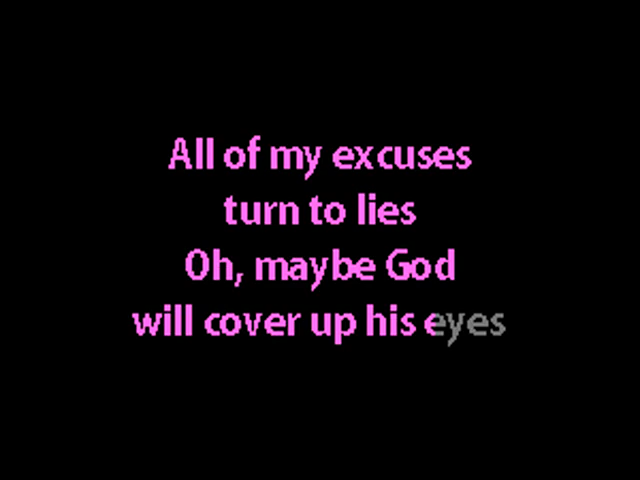 All of my excuses
turn to lies
Oh, maybe God
will cover up his eyes